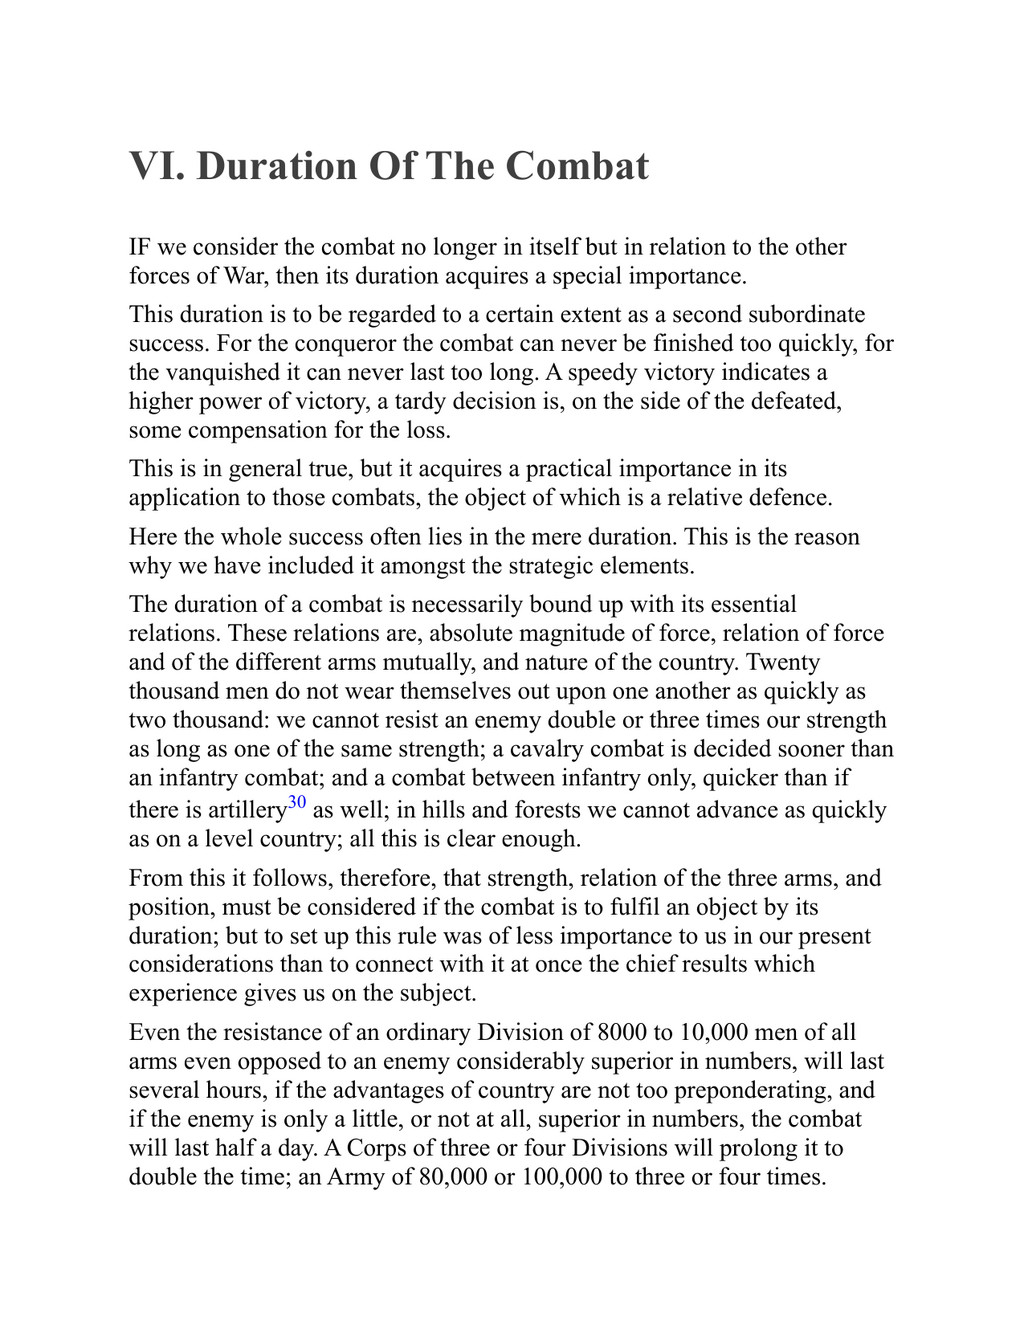 VI. Duration Of The Combat
IF we consider the combat no longer in itself but in relation to the other
forces of War, then its duration acquires a special importance.
This duration is to be regarded to a certain extent as a second subordinate
success. For the conqueror the combat can never be finished too quickly, for
the vanquished it can never last too long. A speedy victory indicates a
higher power of victory, a tardy decision is, on the side of the defeated,
some compensation for the loss.
This is in general true, but it acquires a practical importance in its
application to those combats, the object of which is a relative defence.
Here the whole success often lies in the mere duration. This is the reason
why we have included it amongst the strategic elements.
The duration of a combat is necessarily bound up with its essential
relations. These relations are, absolute magnitude of force, relation of force
and of the different arms mutually, and nature of the country. Twenty
thousand men do not wear themselves out upon one another as quickly as
two thousand: we cannot resist an enemy double or three times our strength
as long as one of the same strength; a cavalry combat is decided sooner than
an infantry combat; and a combat between infantry only, quicker than if
there is artillery30 as well; in hills and forests we cannot advance as quickly
as on a level country; all this is clear enough.
From this it follows, therefore, that strength, relation of the three arms, and
position, must be considered if the combat is to fulfil an object by its
duration; but to set up this rule was of less importance to us in our present
considerations than to connect with it at once the chief results which
experience gives us on the subject.
Even the resistance of an ordinary Division of 8000 to 10,000 men of all
arms even opposed to an enemy considerably superior in numbers, will last
several hours, if the advantages of country are not too preponderating, and
if the enemy is only a little, or not at all, superior in numbers, the combat
will last half a day. A Corps of three or four Divisions will prolong it to
double the time; an Army of 80,000 or 100,000 to three or four times.